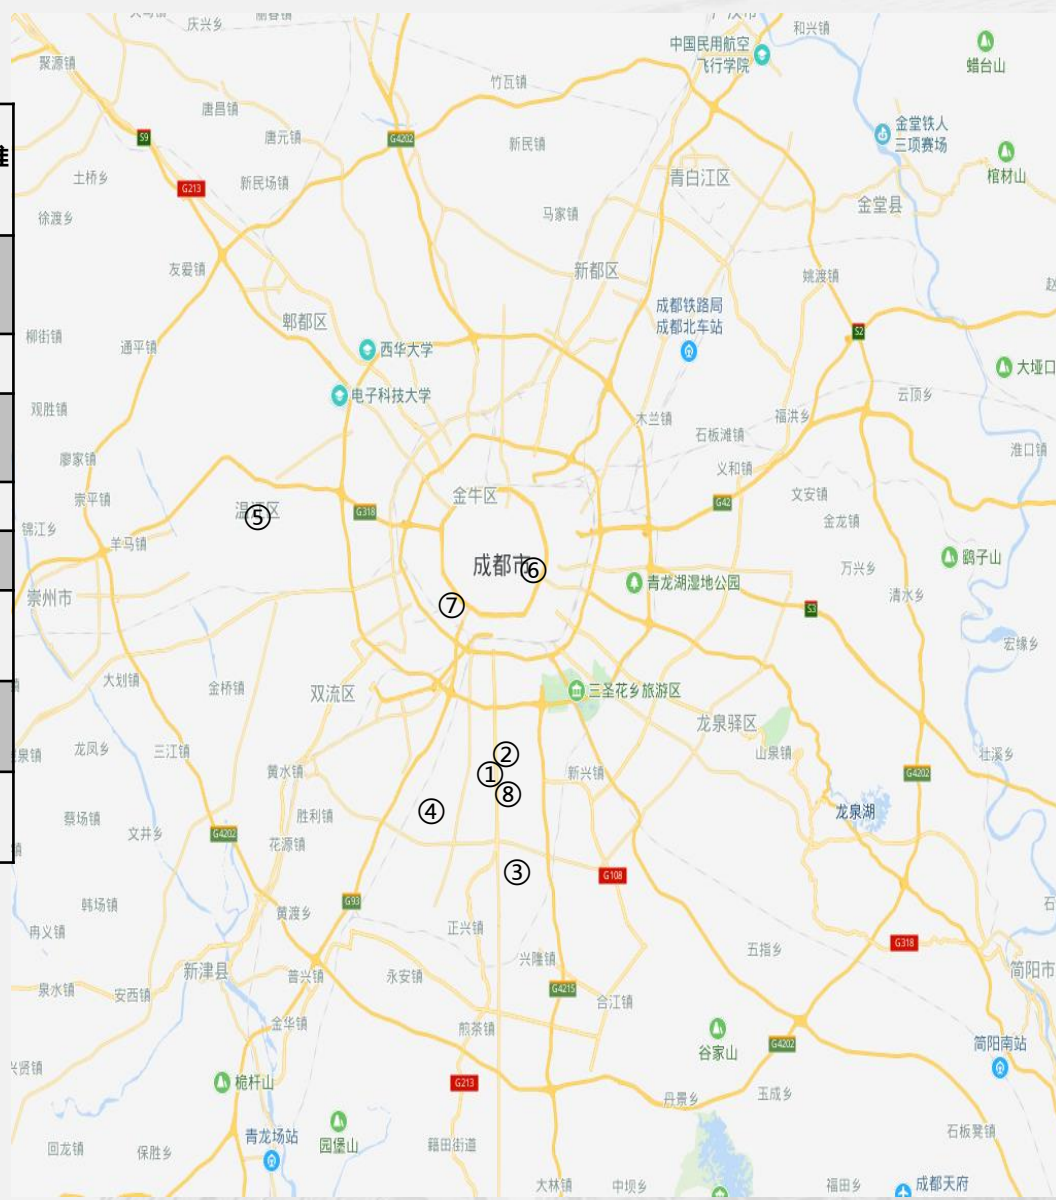 庆兴乡
和兴镇
中国民用航空
飞行学院
蜡台山
聚源镇
竹瓦镇
唐昌镇
金堂铁人
三项赛场
S9
唐元镇
G4202
新民镇
棺材山
土桥乡
G213
新民场镇
青白江区
徐渡乡
马家镇
金堂县
友爱镇
新都区
姚渡镇
成都铁路局
成都北车站
郫都区
S2
柳街镇
通平镇
西华大学
大垭口
电子科技大学
云顶乡
观胜镇
木兰镇
福洪乡
石板滩镇
淮口镇
廖家镇
义和镇
崇平镇
金牛区
文安镇
⑤
G318
G42
金龙镇
锦江乡
羊马镇
鹞子山
成都市
⑥
万兴乡
青龙湖湿地公园
崇州市
⑦
S3
清水乡
宏缘乡
大划镇
金桥镇
双流区
三圣花乡旅游区
龙泉驿区
龙凤乡
三江镇
②
山泉镇
壮溪乡
黄水镇
①
新兴镇
G4202
⑧
蔡场镇
胜利镇
④
龙泉湖
文井乡
G4202
花源镇
③
G108
G93
韩场镇
黄渡乡
冉义镇
正兴镇
G318
五指乡
新津县
普兴镇
永安镇
兴隆镇
简阳市
泉水镇
安西镇
G4215
合江镇
金华镇
煎茶镇
谷家山
G4202
简阳南站
桅杆山
G213
玉成乡
丹景乡
园堡山
青龙场站
石板凳镇
回龙镇
保胜乡
籍田街道
大林镇
中坝乡
福田乡
成都天府